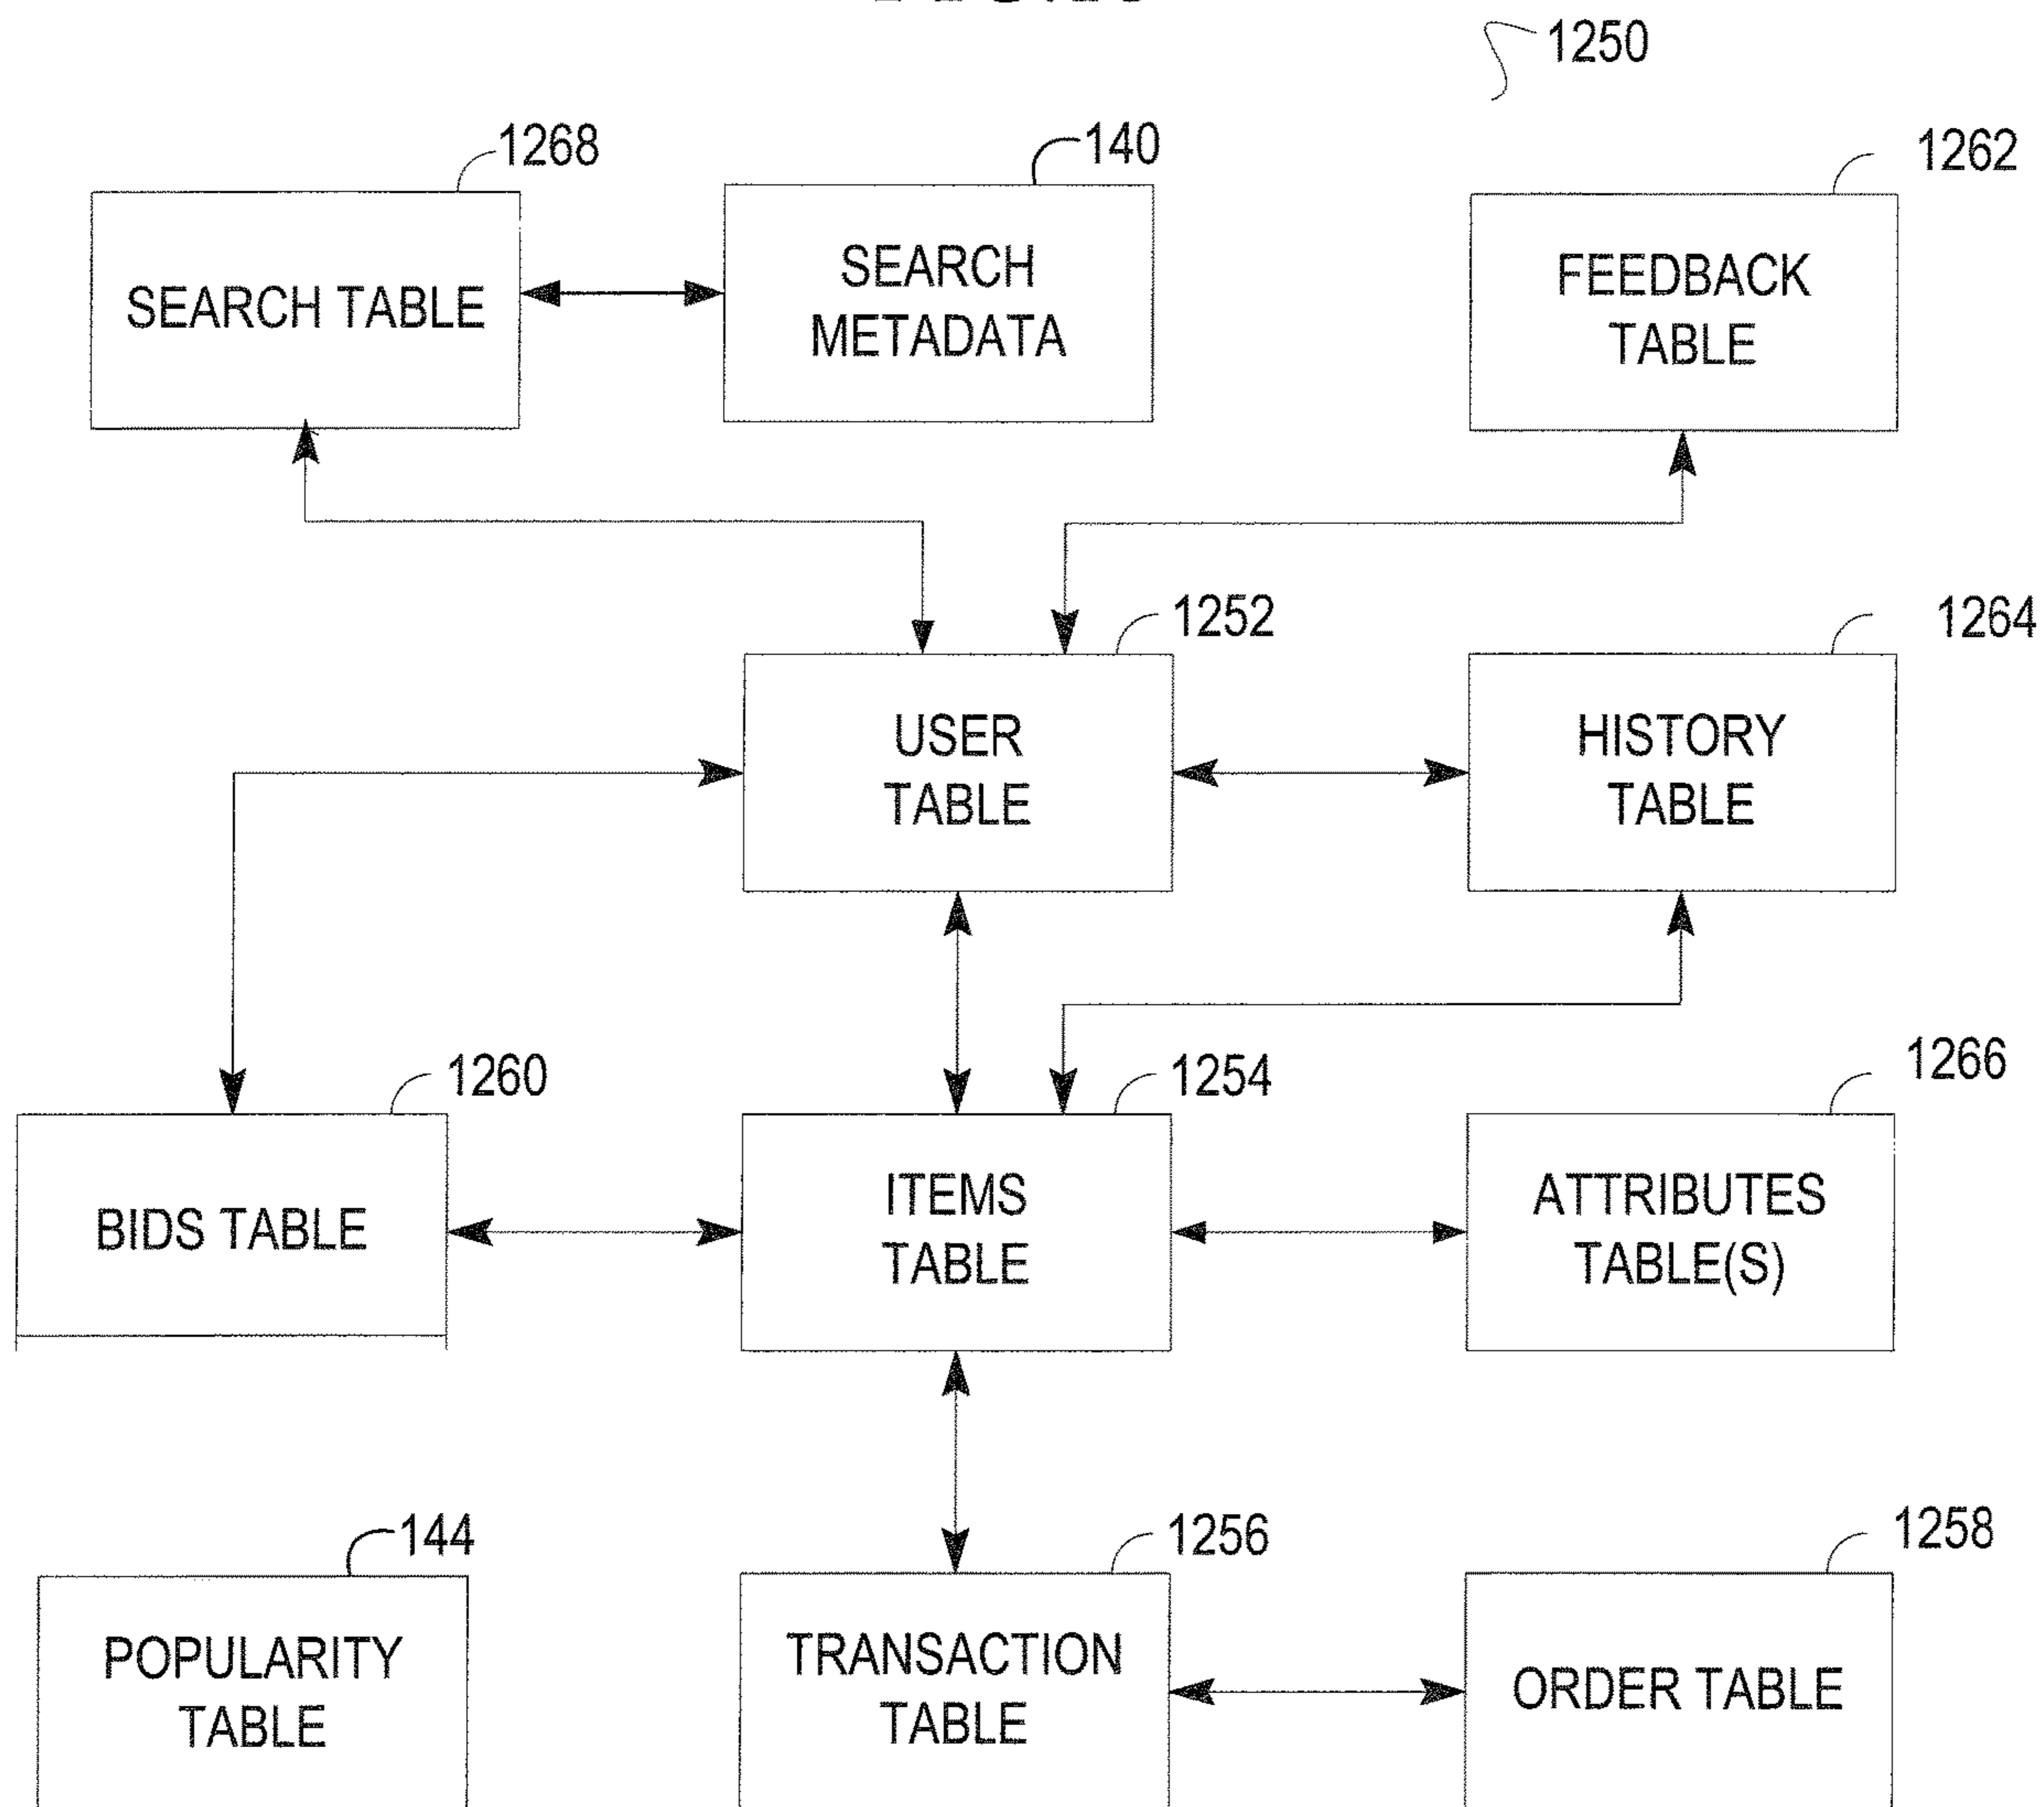 1250
1268
140
1262
SEARCH TABLE
SEARCH
METADATA
FEEDBACK
TABLE
1252
1264
USER
TABLE
HISTORY
TABLE
1260
1254
1266
BIDS TABLE
ITEMS
TABLE
ATTRIBUTES
TABLE(S)
144
1256
1258
POPULARITY
TABLE
TRANSACTION
TABLE
ORDER TABLE